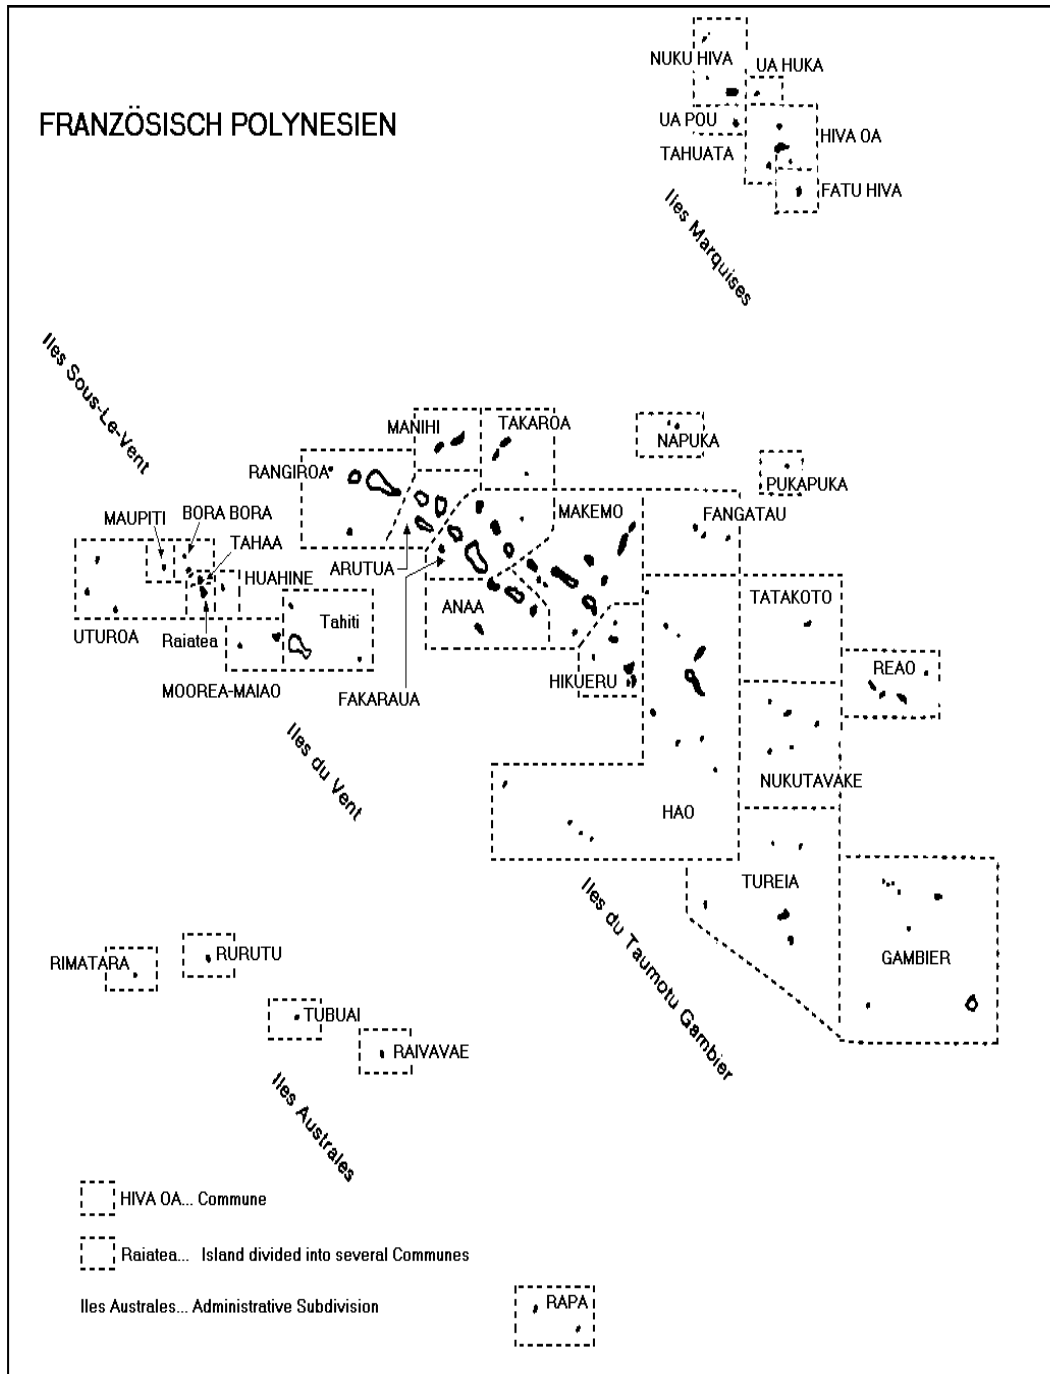 NUKU HIVA
UA HUKA
FRANZÖSISCH POLYNESIEN
UA POU
HIVA OA
TAHUATA
FATU HIVA
Iles Marquises
Iles Sous-Le-Vent
MANIHI
TAKAROA
NAPUKA
RANGIROA
PUKAPUKA
BORA BORA
MAUPITI
MAKEMO
FANGATAU
TAHAA
ARUTUA
HUAHINE
TATAKOTO
ANAA
Tahiti
UTUROA
Raiatea
REAO
HIKUERU
MOOREA-MAIAO
FAKARAUA
Iles du Vent
NUKUTAVAKE
HAO
TUREIA
Iles du Taumotu Gambier
GAMBIER
RURUTU
RIMATARA
TUBUAI
RAIVAVAE
Iles Australes
HIVA OA... Commune
Raiatea... Island divided into several Communes
Iles Australes... Administrative Subdivision
RAPA